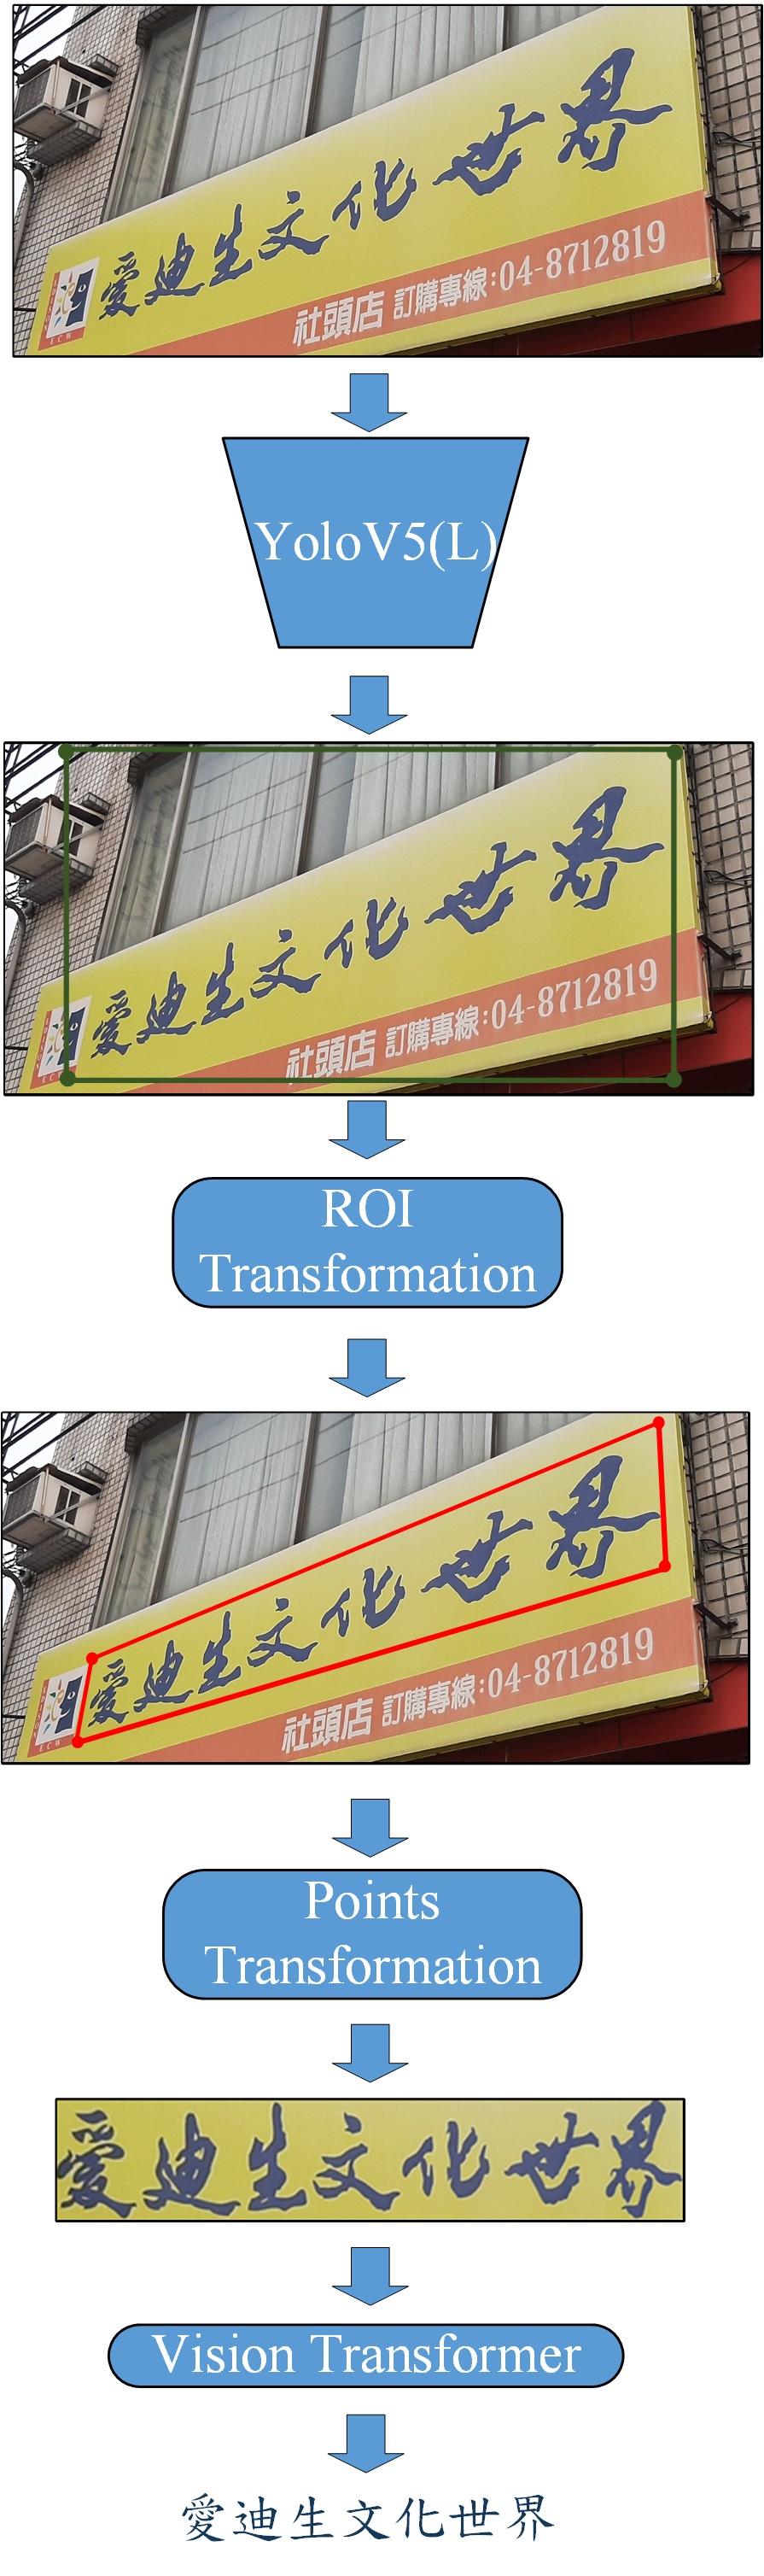 愛迪生文化世界
社頭店 訂購專線:04-8712819
ECW
YoloV5(L)
愛迪生文化世界
社頭店 訂購專線:04-8712819
ECW
ROI
Transformation
愛迪生文化世界
社頭店 訂購專線:04-8712819
ECW
Points
Transformation
愛迪生文化世界
Vision Transformer
愛迪生文化世界